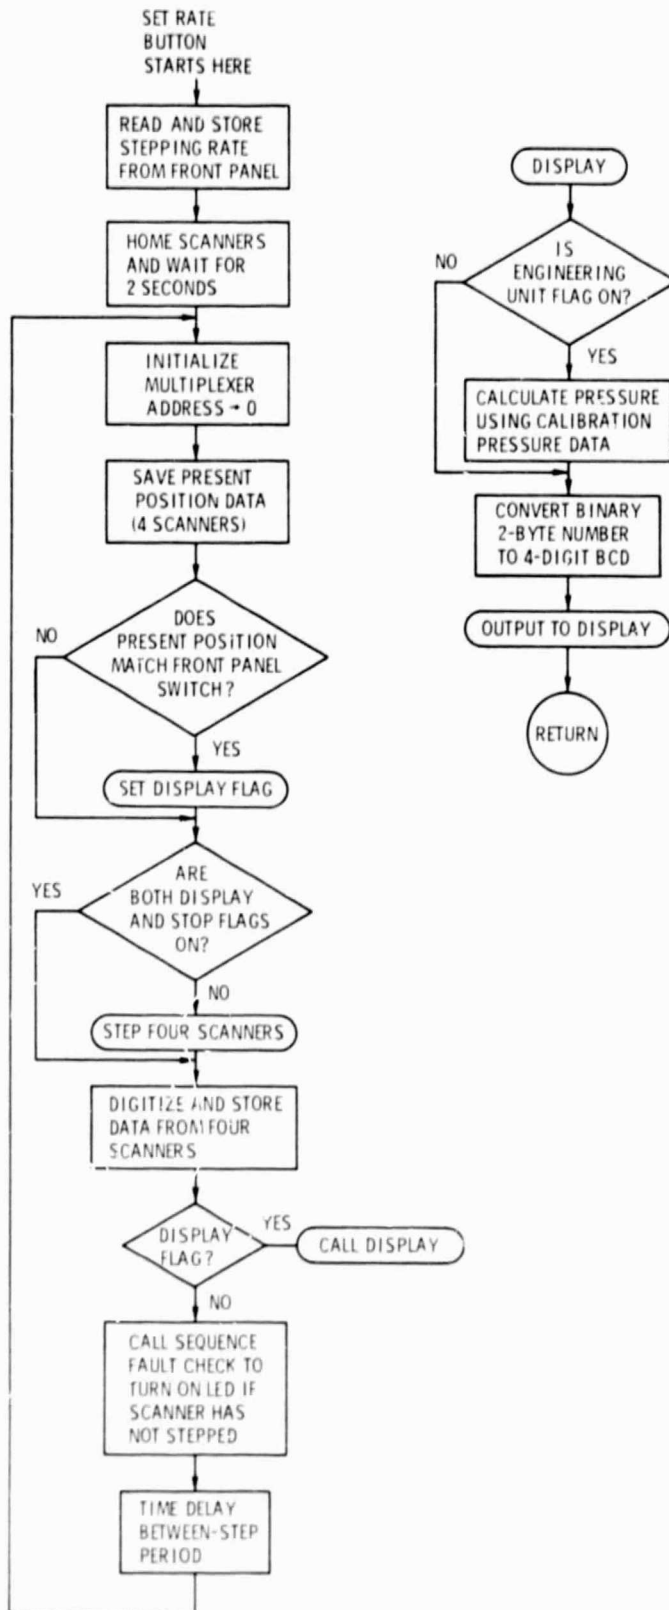 SET RATE
BUTTON
STARTS HERE
READ AND STORE
STEPPING RATE
FROM FRONT PANEL
HOME SCANNERS
AND WAIT FOR
2 SECONDS
INITIALIZE
MULTIPLEXER
ADDRESS → 0
SAVE PRESENT
POSITION DATA
(4 SCANNERS)
DOES
PRESENT POSITION
MATCH FRONT PANEL
SWITCH?
NO
YES
SET DISPLAY FLAG
ARE
BOTH DISPLAY
AND STOP FLAGS
ON?
YES
NO
STEP FOUR SCANNERS
DIGITIZE AND STORE
DATA FROM FOUR
SCANNERS
DISPLAY
FLAG?
YES
CALL DISPLAY
NO
CALL SEQUENCE
FAULT CHECK TO
TURN ON LED IF
SCANNER HAS
NOT STEPPED
TIME DELAY
BETWEEN-STEP
PERIOD
DISPLAY
IS
ENGINEERING
UNIT FLAG ON?
NO
YES
CALCULATE PRESSURE
USING CALIBRATION
PRESSURE DATA
CONVERT BINARY
2-BYTE NUMBER
TO 4-DIGIT BCD
OUTPUT TO DISPLAY
RETURN